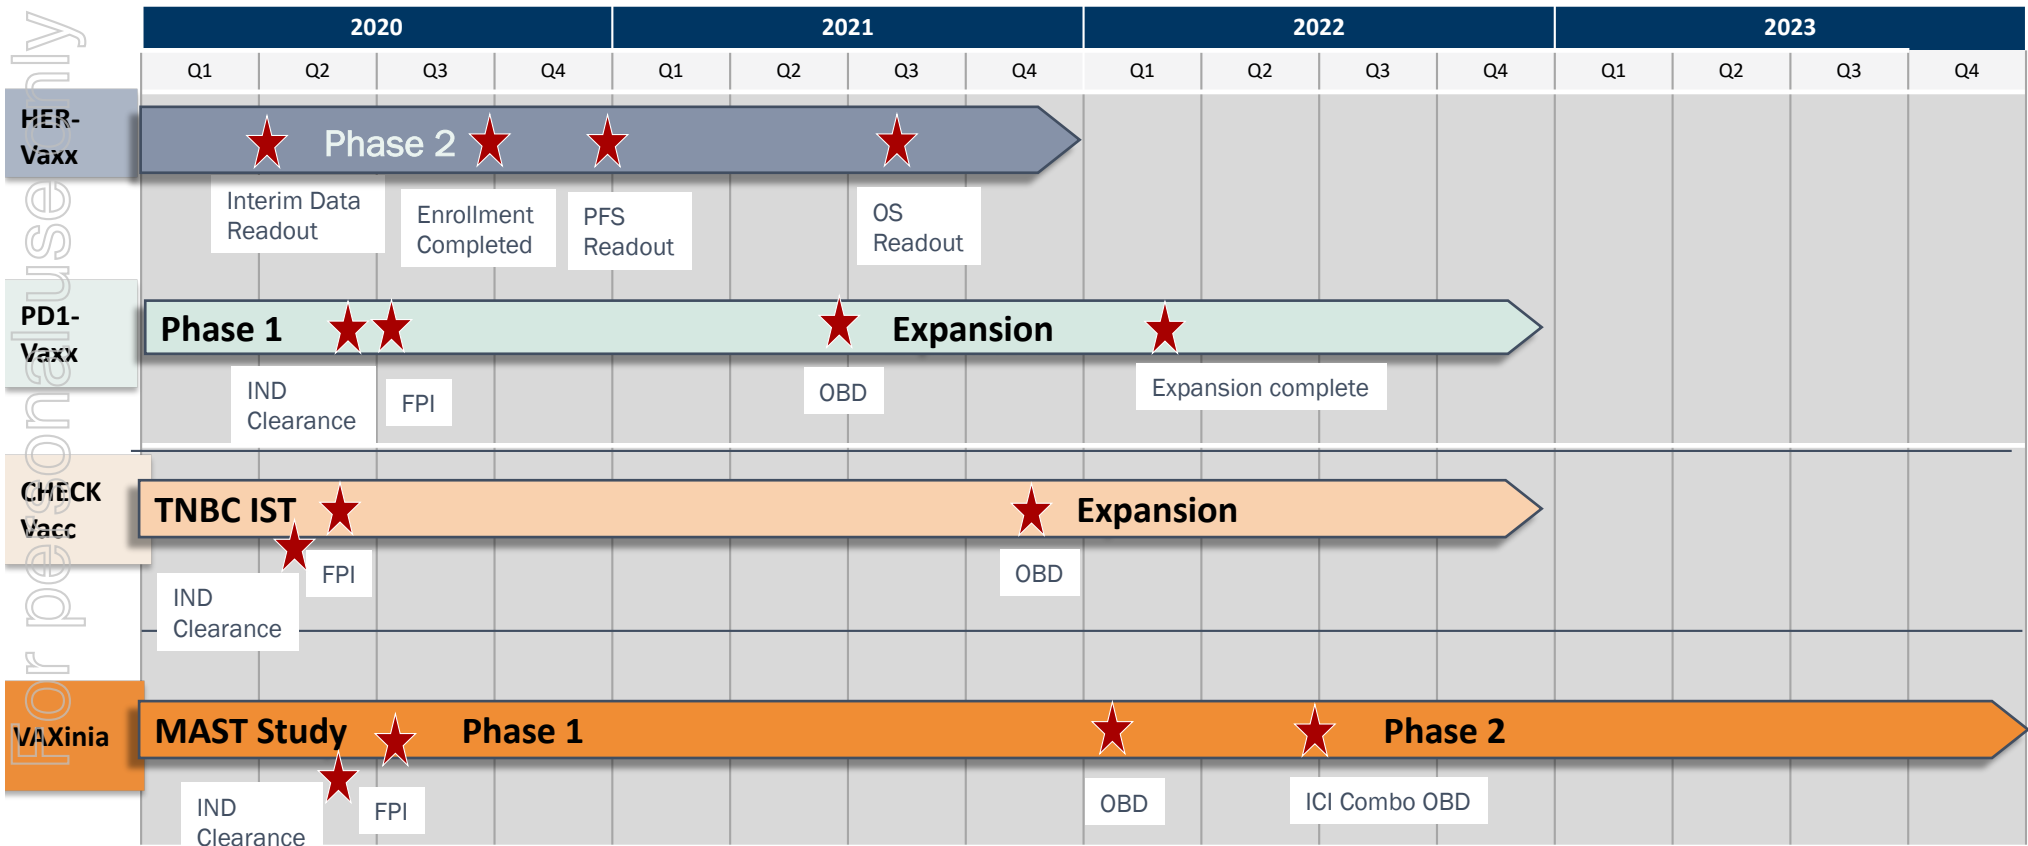 For personal use only
2020 2021 2022 2023
Q1 Q2 Q3 Q4 Q1 Q2 Q3 Q4 Q1 Q2 Q3 Q4 Q1 Q2 Q3 Q4
HER-
Vaxx
Phase 2
Interim Data
Readout
Enrollment
Completed
PFS
Readout
OS
Readout
PD1-
Vaxx
Phase 1
Expansion
IND
Clearance
FPI
OBD
Expansion complete
CHECK
Vacc
TNBC IST
Expansion
IND
Clearance
FPI
OBD
VAXinia
MAST Study
Phase 1
Phase 2
IND
Clearance
FPI
OBD
ICI Combo OBD